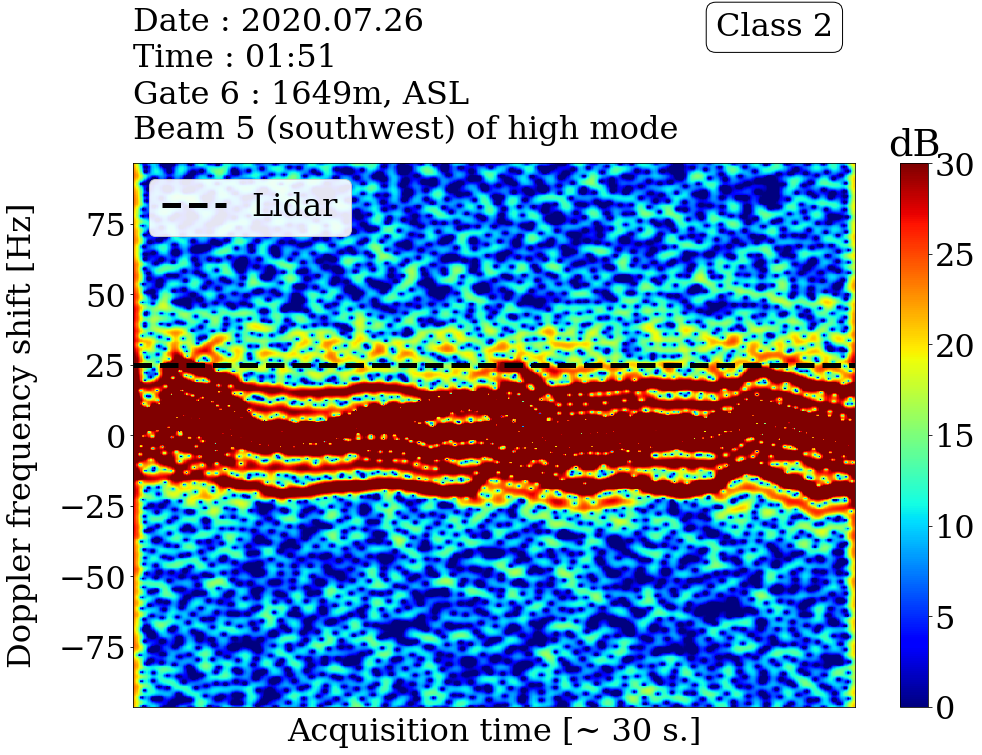 Date : 2020.07.26
Time : 01:51
Gate 6 : 1649m, ASL
Beam 5 (southwest) of high mode
Class 2
dB
Lidar
Doppler frequency shift [Hz]
75
50
25
0
−25
−50
−75
30
25
20
15
10
5
0
Acquisition time [~ 30 s.]